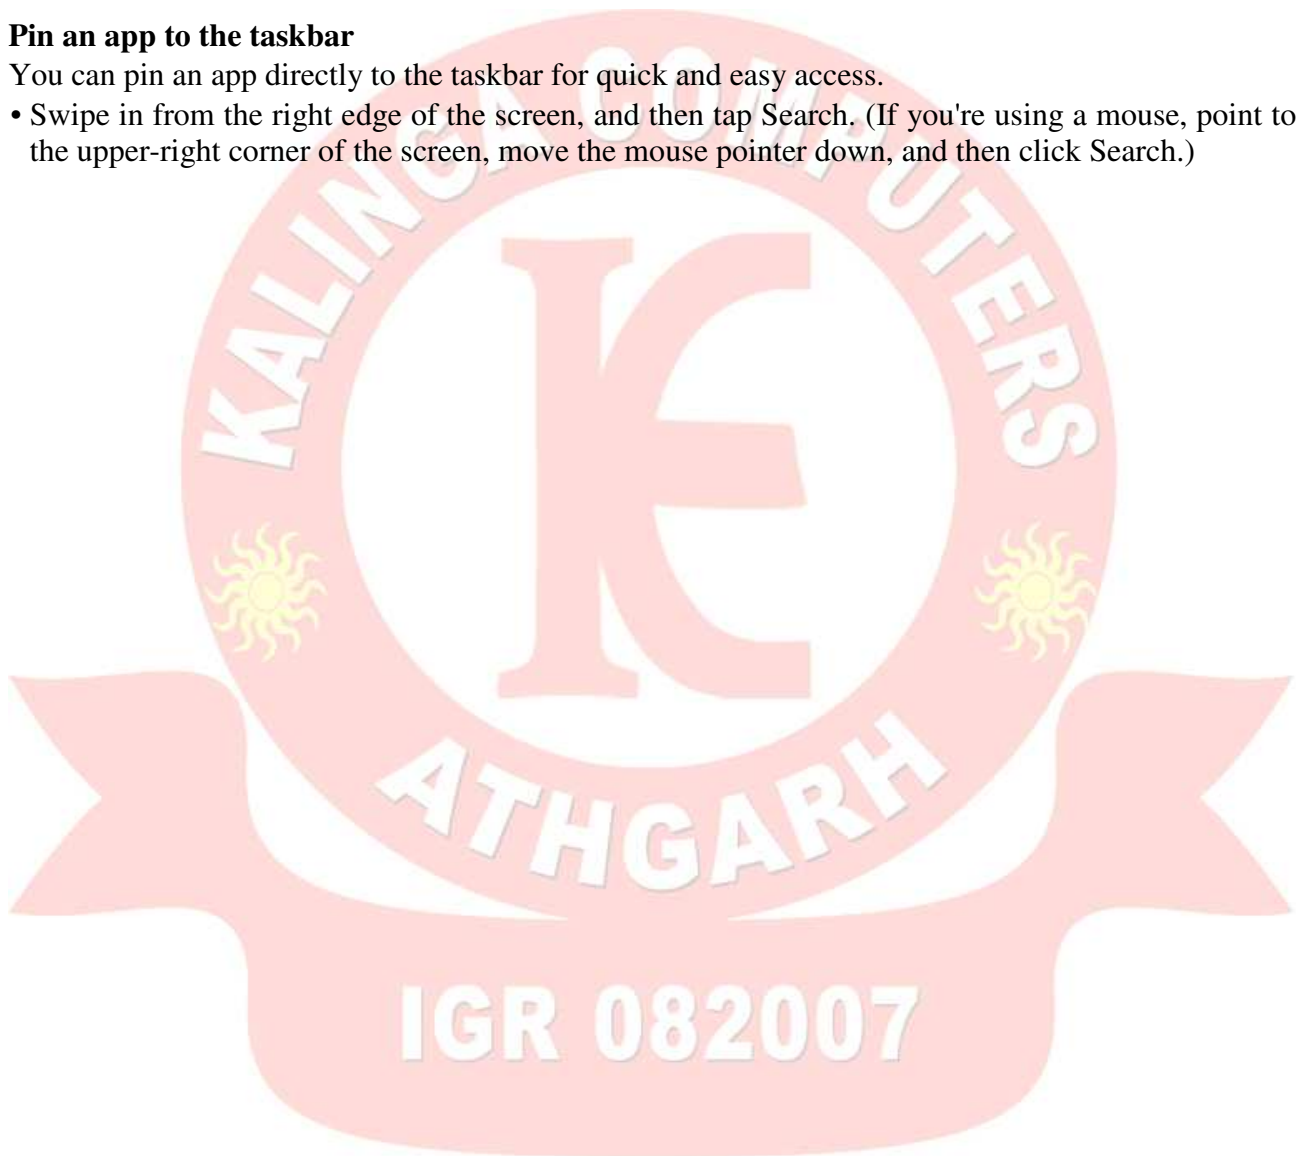 Pin an app to the taskbar
You can pin an app directly to the taskbar for quick and easy access.
• Swipe in from the right edge of the screen, and then tap Search. (If you're using a mouse, point to
the upper-right corner of the screen, move the mouse pointer down, and then click Search.)
KALINGA COMPUTERS
KE
ATHGARH
IGR 082007